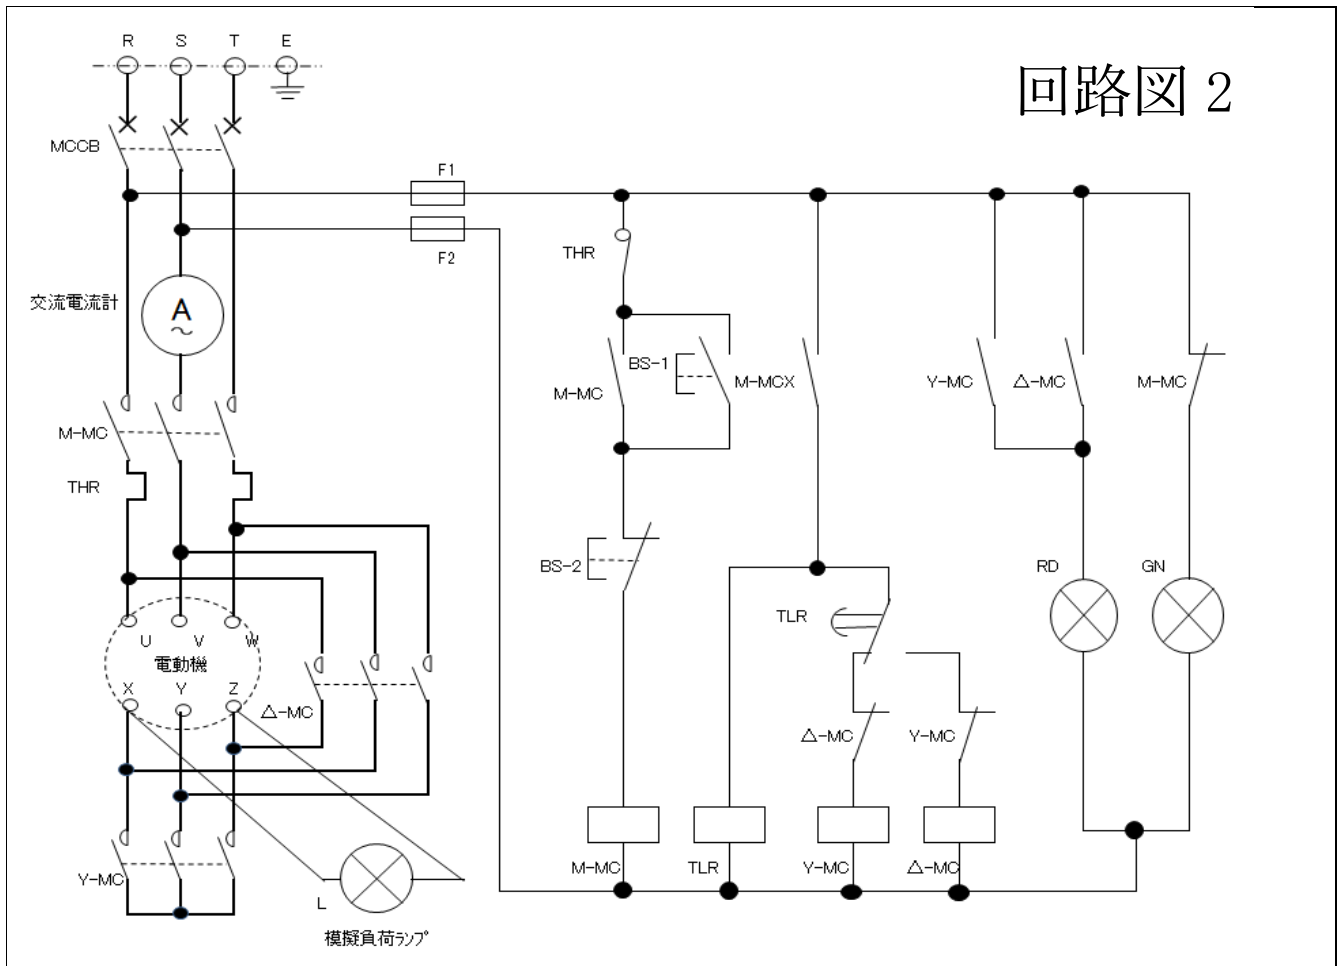 R S T E
回路図２
MCCB
F1
F2
THR
交流電流計
A
～
M-MC
BS-1
M-MCX
Y-MC
△-MC
M-MC
M-MC
THR
BS-2
RD
GN
TLR
U V W
電動機
X Y Z
△-MC
△-MC
Y-MC
Y-MC
M-MC
TLR
Y-MC
△-MC
L
模擬負荷ﾗﾝﾌﾟ